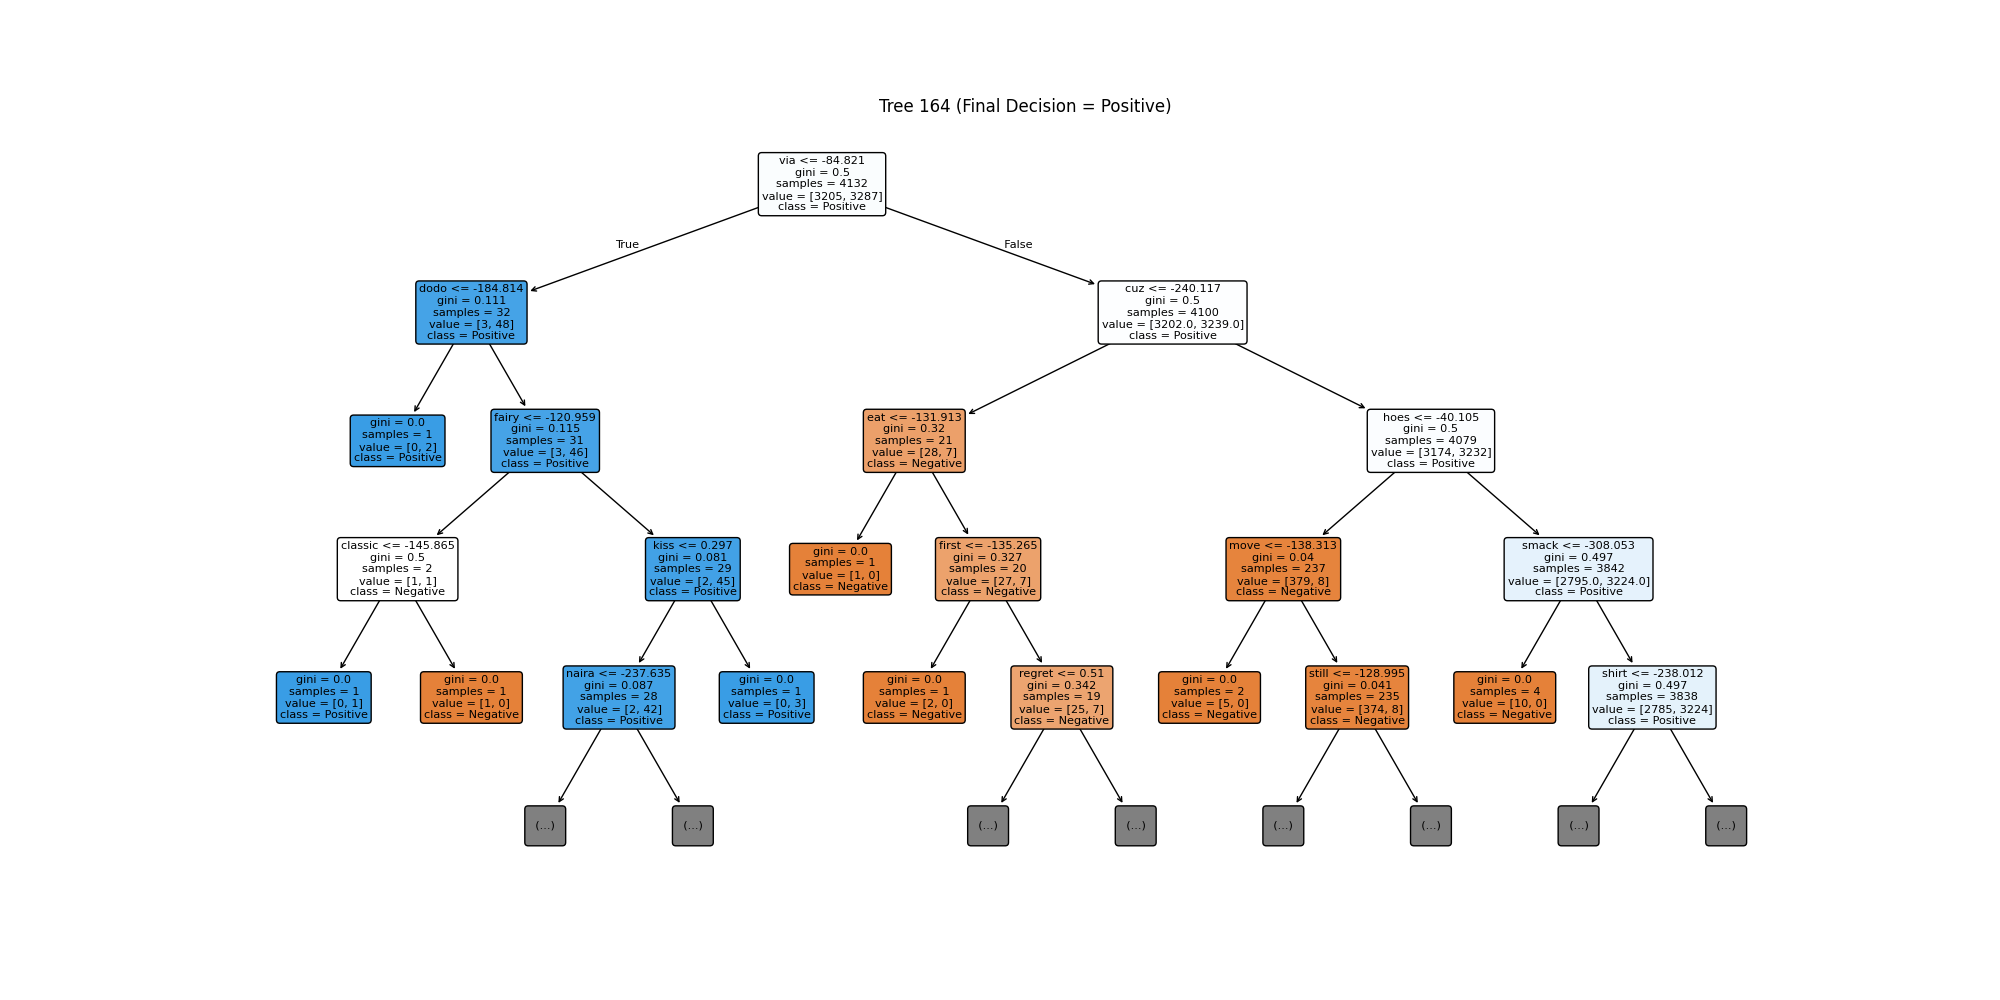 Tree 164 (Final Decision = Positive)
via <= -84.821
gini = 0.5
samples = 4132
value = [3205, 3287]
class = Positive
True
False
dodo <= -184.814
gini = 0.111
samples = 32
value = [3, 48]
class = Positive
cuz <= -240.117
gini = 0.5
samples = 4100
value = [3202.0, 3239.0]
class = Positive
gini = 0.0
samples = 1
value = [0, 2]
class = Positive
fairy <= -120.959
gini = 0.115
samples = 31
value = [3, 46]
class = Positive
eat <= -131.913
gini = 0.32
samples = 21
value = [28, 7]
class = Negative
hoes <= -40.105
gini = 0.5
samples = 4079
value = [3174, 3232]
class = Positive
classic <= -145.865
gini = 0.5
samples = 2
value = [1, 1]
class = Negative
kiss <= 0.297
gini = 0.081
samples = 29
value = [2, 45]
class = Positive
gini = 0.0
samples = 1
value = [1, 0]
class = Negative
first <= -135.265
gini = 0.327
samples = 20
value = [27, 7]
class = Negative
move <= -138.313
gini = 0.04
samples = 237
value = [379, 8]
class = Negative
smack <= -308.053
gini = 0.497
samples = 3842
value = [2795.0, 3224.0]
class = Positive
gini = 0.0
samples = 1
value = [0, 1]
class = Positive
gini = 0.0
samples = 1
value = [1, 0]
class = Negative
naira <= -237.635
gini = 0.087
samples = 28
value = [2, 42]
class = Positive
gini = 0.0
samples = 1
value = [0, 3]
class = Positive
gini = 0.0
samples = 1
value = [2, 0]
class = Negative
regret <= 0.51
gini = 0.342
samples = 19
value = [25, 7]
class = Negative
gini = 0.0
samples = 2
value = [5, 0]
class = Negative
still <= -128.995
gini = 0.041
samples = 235
value = [374, 8]
class = Negative
gini = 0.0
samples = 4
value = [10, 0]
class = Negative
shirt <= -238.012
gini = 0.497
samples = 3838
value = [2785, 3224]
class = Positive
(...)
(...)
(...)
(...)
(...)
(...)
(...)
(...)